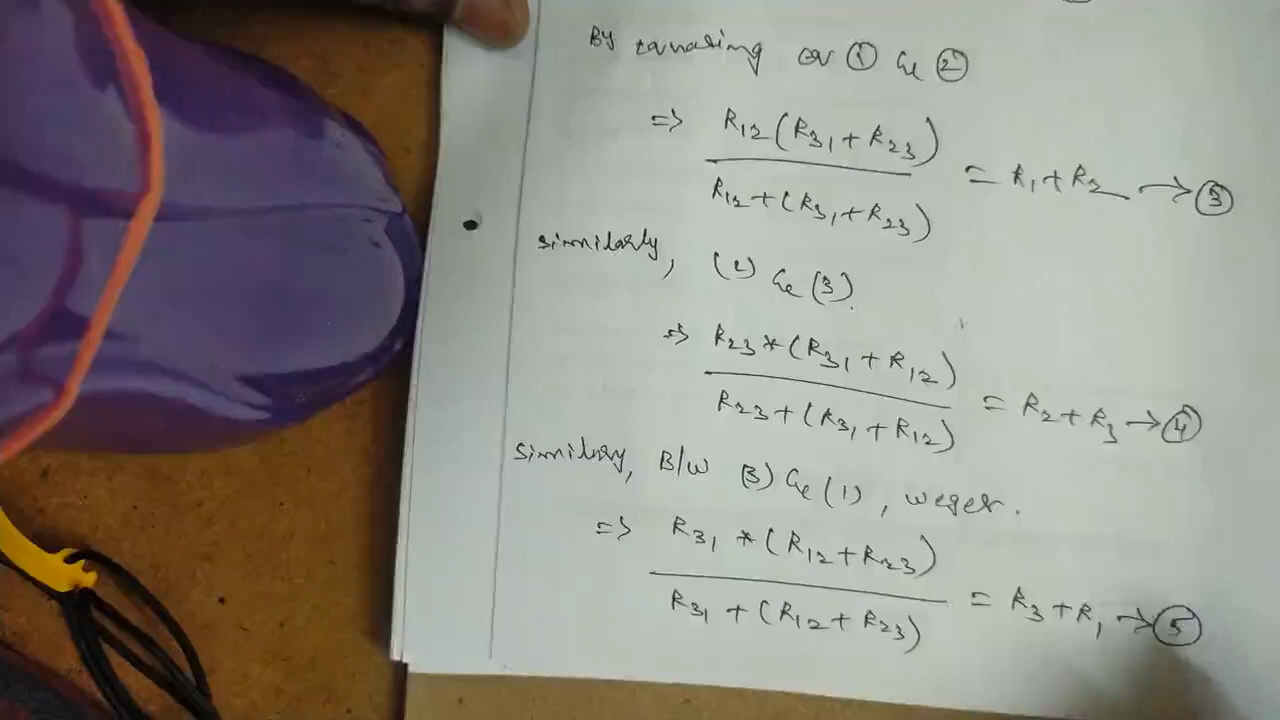 By equating eq ① & ②
=> R12 (R31 + R23)
R12 + (R31 + R23) = R1 + R2 → ③
similarly, (2) & (3).
=> R23 * (R31 + R12)
R23 + (R31 + R12) = R2 + R3 → ④
similarly, B/W (3) & (1), weget.
=> R31 * (R12 + R23)
R31 + (R12 + R23) = R3 + R1 → ⑤